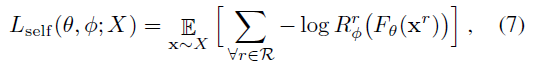 L_self(θ, φ; X) = 𝔼_{x∼X} [ ∑_{∀r∈ℛ} − log R^r_φ(F_θ(x^r)) ] , (7)